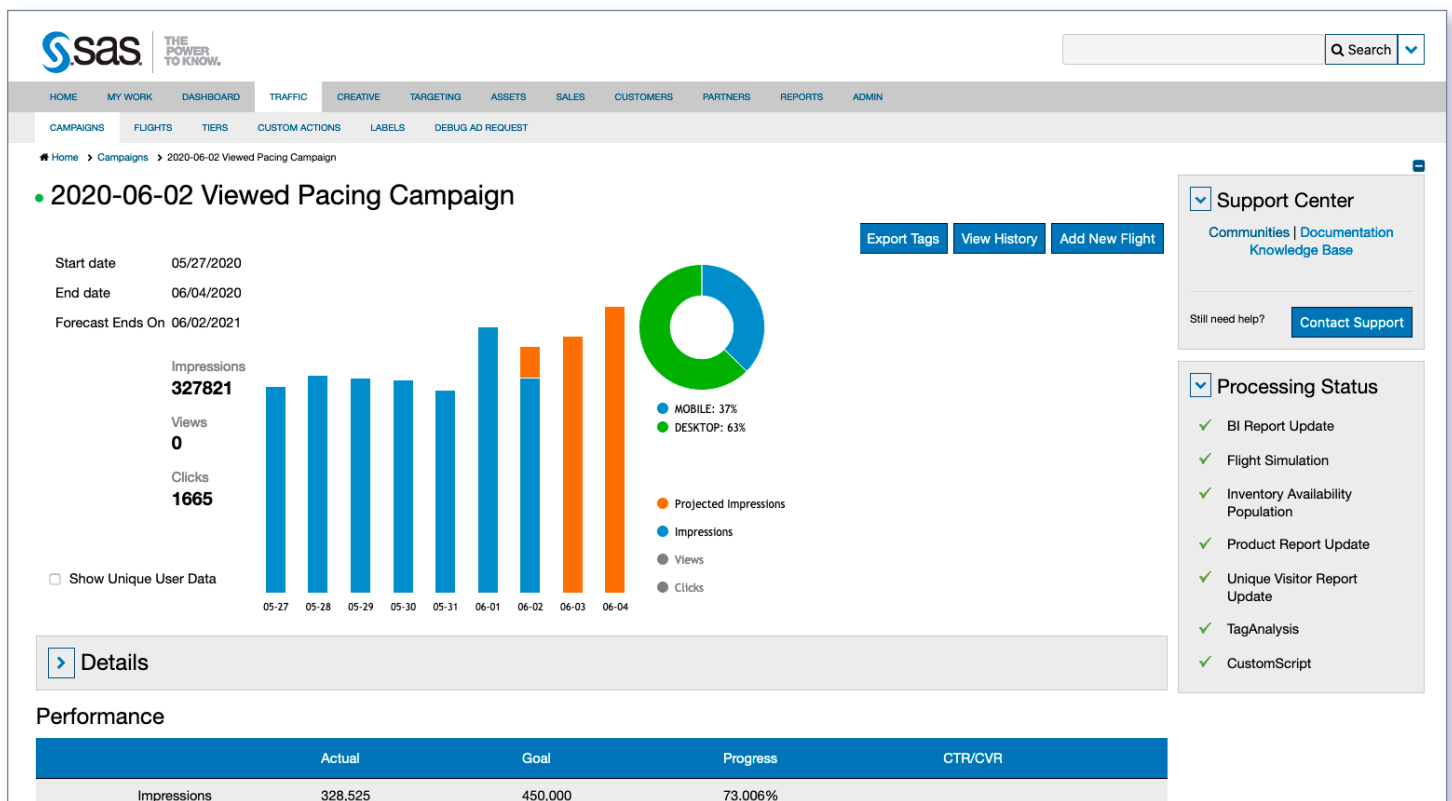 sas THE
POWER
TO KNOW.
Search
HOME MY WORK DASHBOARD TRAFFIC CREATIVE TARGETING ASSETS SALES CUSTOMERS PARTNERS REPORTS ADMIN
CAMPAIGNS FLIGHTS TIERS CUSTOM ACTIONS LABELS DEBUG AD REQUEST
Home > Campaigns > 2020-06-02 Viewed Pacing Campaign
2020-06-02 Viewed Pacing Campaign
Export Tags View History Add New Flight
Start date 05/27/2020
End date 06/04/2020
Forecast Ends On 06/02/2021
Impressions
327821
Views
0
Clicks
1665
Show Unique User Data
05-27 05-28 05-29 05-30 05-31 06-01 06-02 06-03 06-04
MOBILE: 37%
DESKTOP: 63%
Projected Impressions
Impressions
Views
Clicks
Details
Performance
Actual Goal Progress CTR/CVR
Impressions 328,525 450,000 73.006%
Support Center
Communities | Documentation
Knowledge Base
Still need help? Contact Support
Processing Status
BI Report Update
Flight Simulation
Inventory Availability
Population
Product Report Update
Unique Visitor Report
Update
TagAnalysis
CustomScript